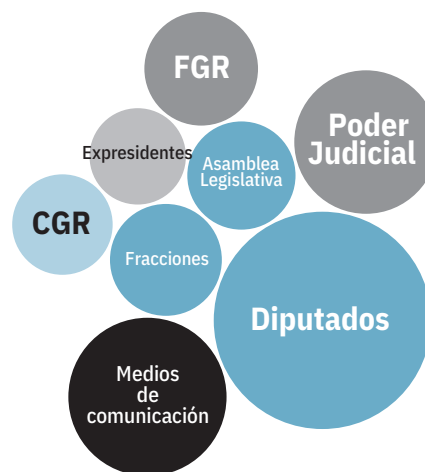 FGR
Poder
Judicial
Expresidentes
Asamblea
Legislativa
CGR
Fracciones
Diputados
Medios
de
comunicación